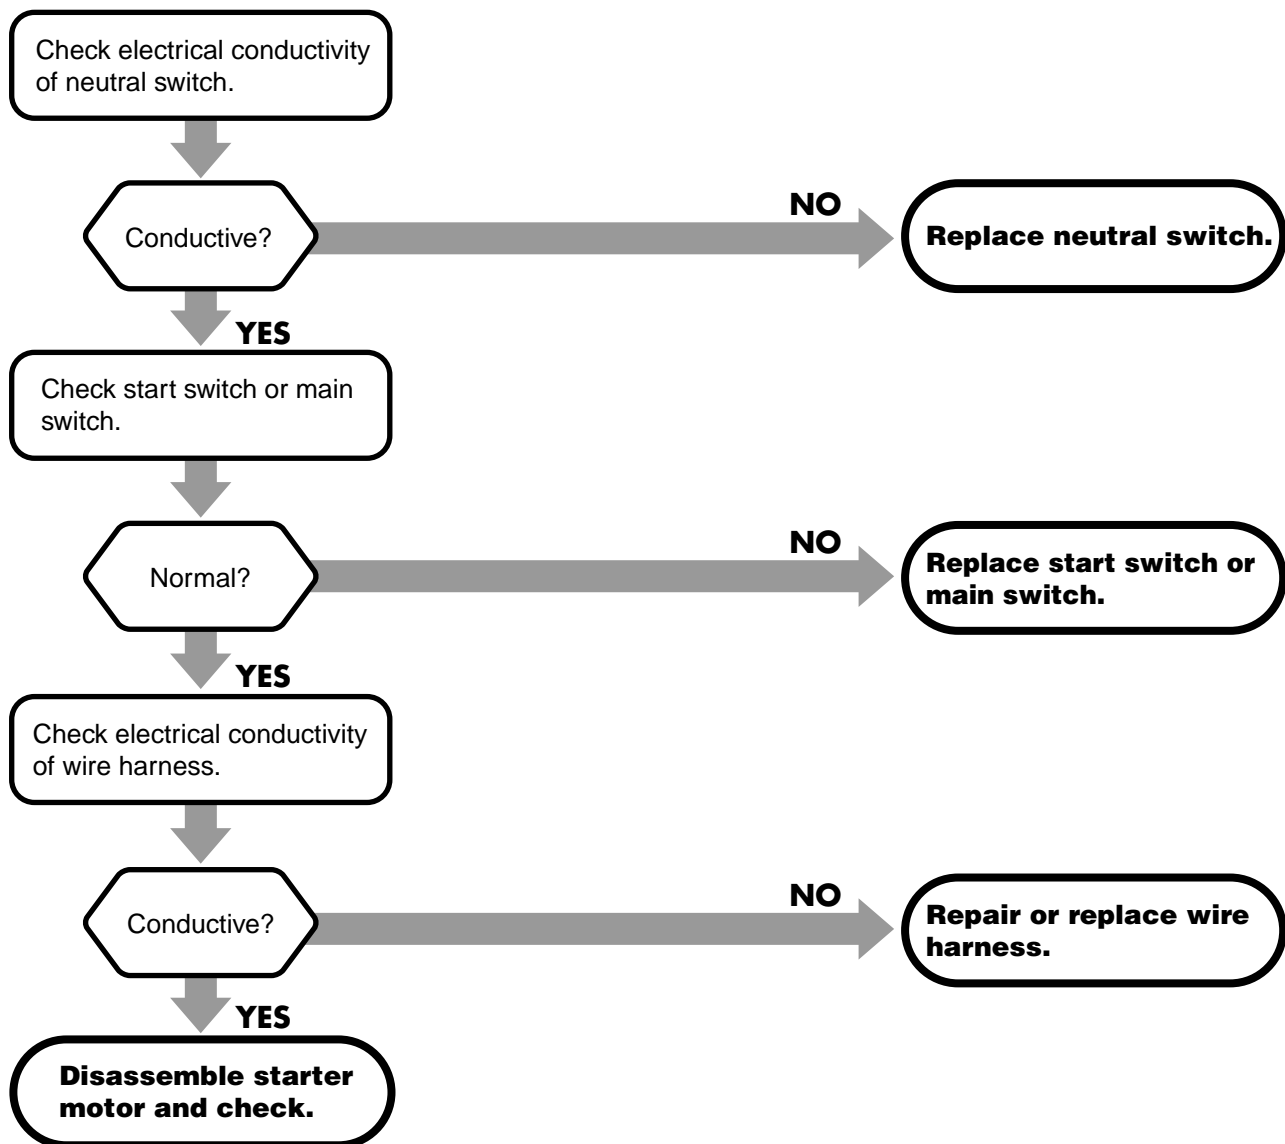 Check electrical conductivity
of neutral switch.
Conductive?
NO
Replace neutral switch.
YES
Check start switch or main
switch.
Normal?
NO
Replace start switch or
main switch.
YES
Check electrical conductivity
of wire harness.
Conductive?
NO
Repair or replace wire
harness.
YES
Disassemble starter
motor and check.